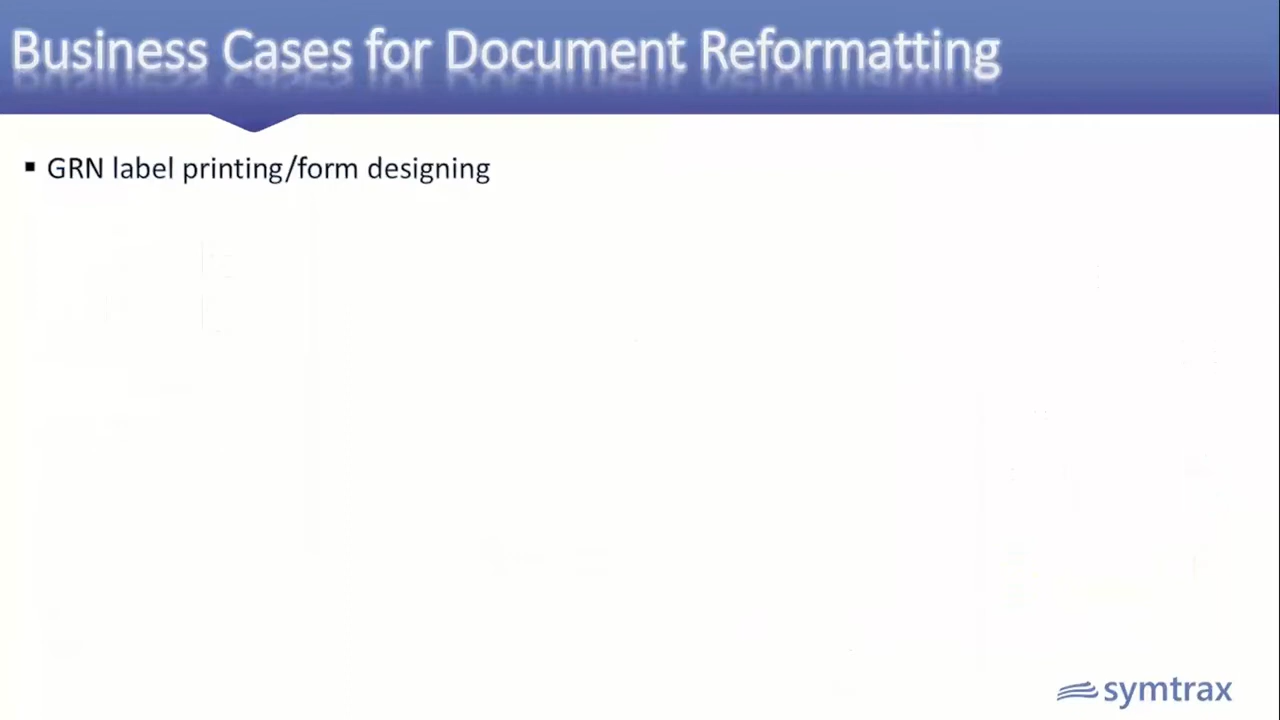 Business Cases for Document Reformatting
▪ GRN label printing/form designing
symtrax